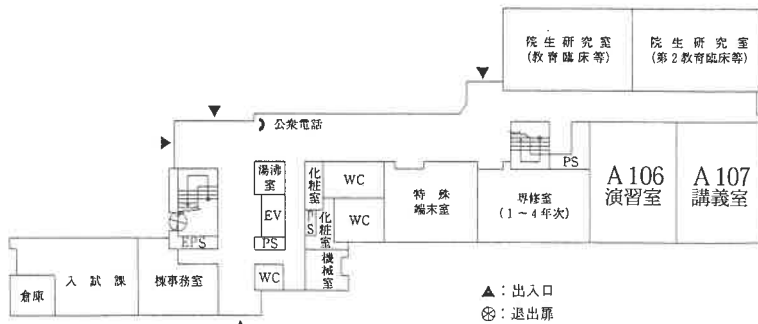 院生研究室
(教育臨床等)
院生研究室
(第2教育臨床等)
公衆電話
湯沸室
化粧室
WC
特殊
端末室
専修室
(1~4年次)
PS
A106
演習室
A107
講義室
EV
PS
化粧室
WC
EPS
PS
機械室
WC
倉庫
入試課
棟事務室
▲:出入口
⊗:退出扉